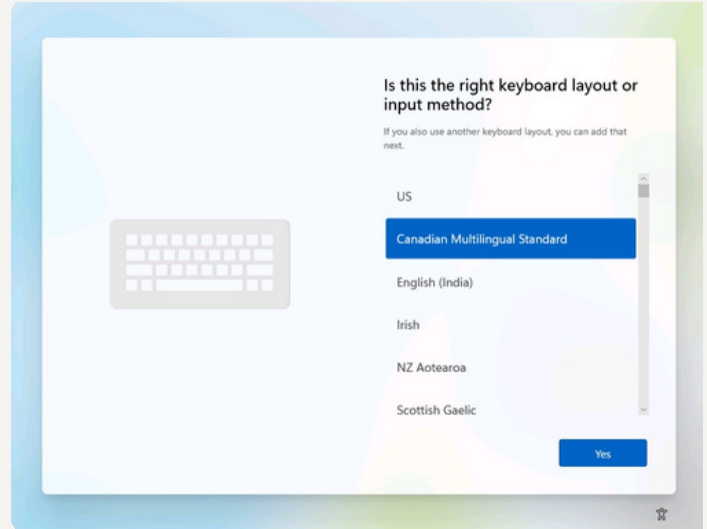 Is this the right keyboard layout or
input method?
If you also use another keyboard layout, you can add that
next.
US
Canadian Multilingual Standard
English (India)
Irish
NZ Aotearoa
Scottish Gaelic
Yes